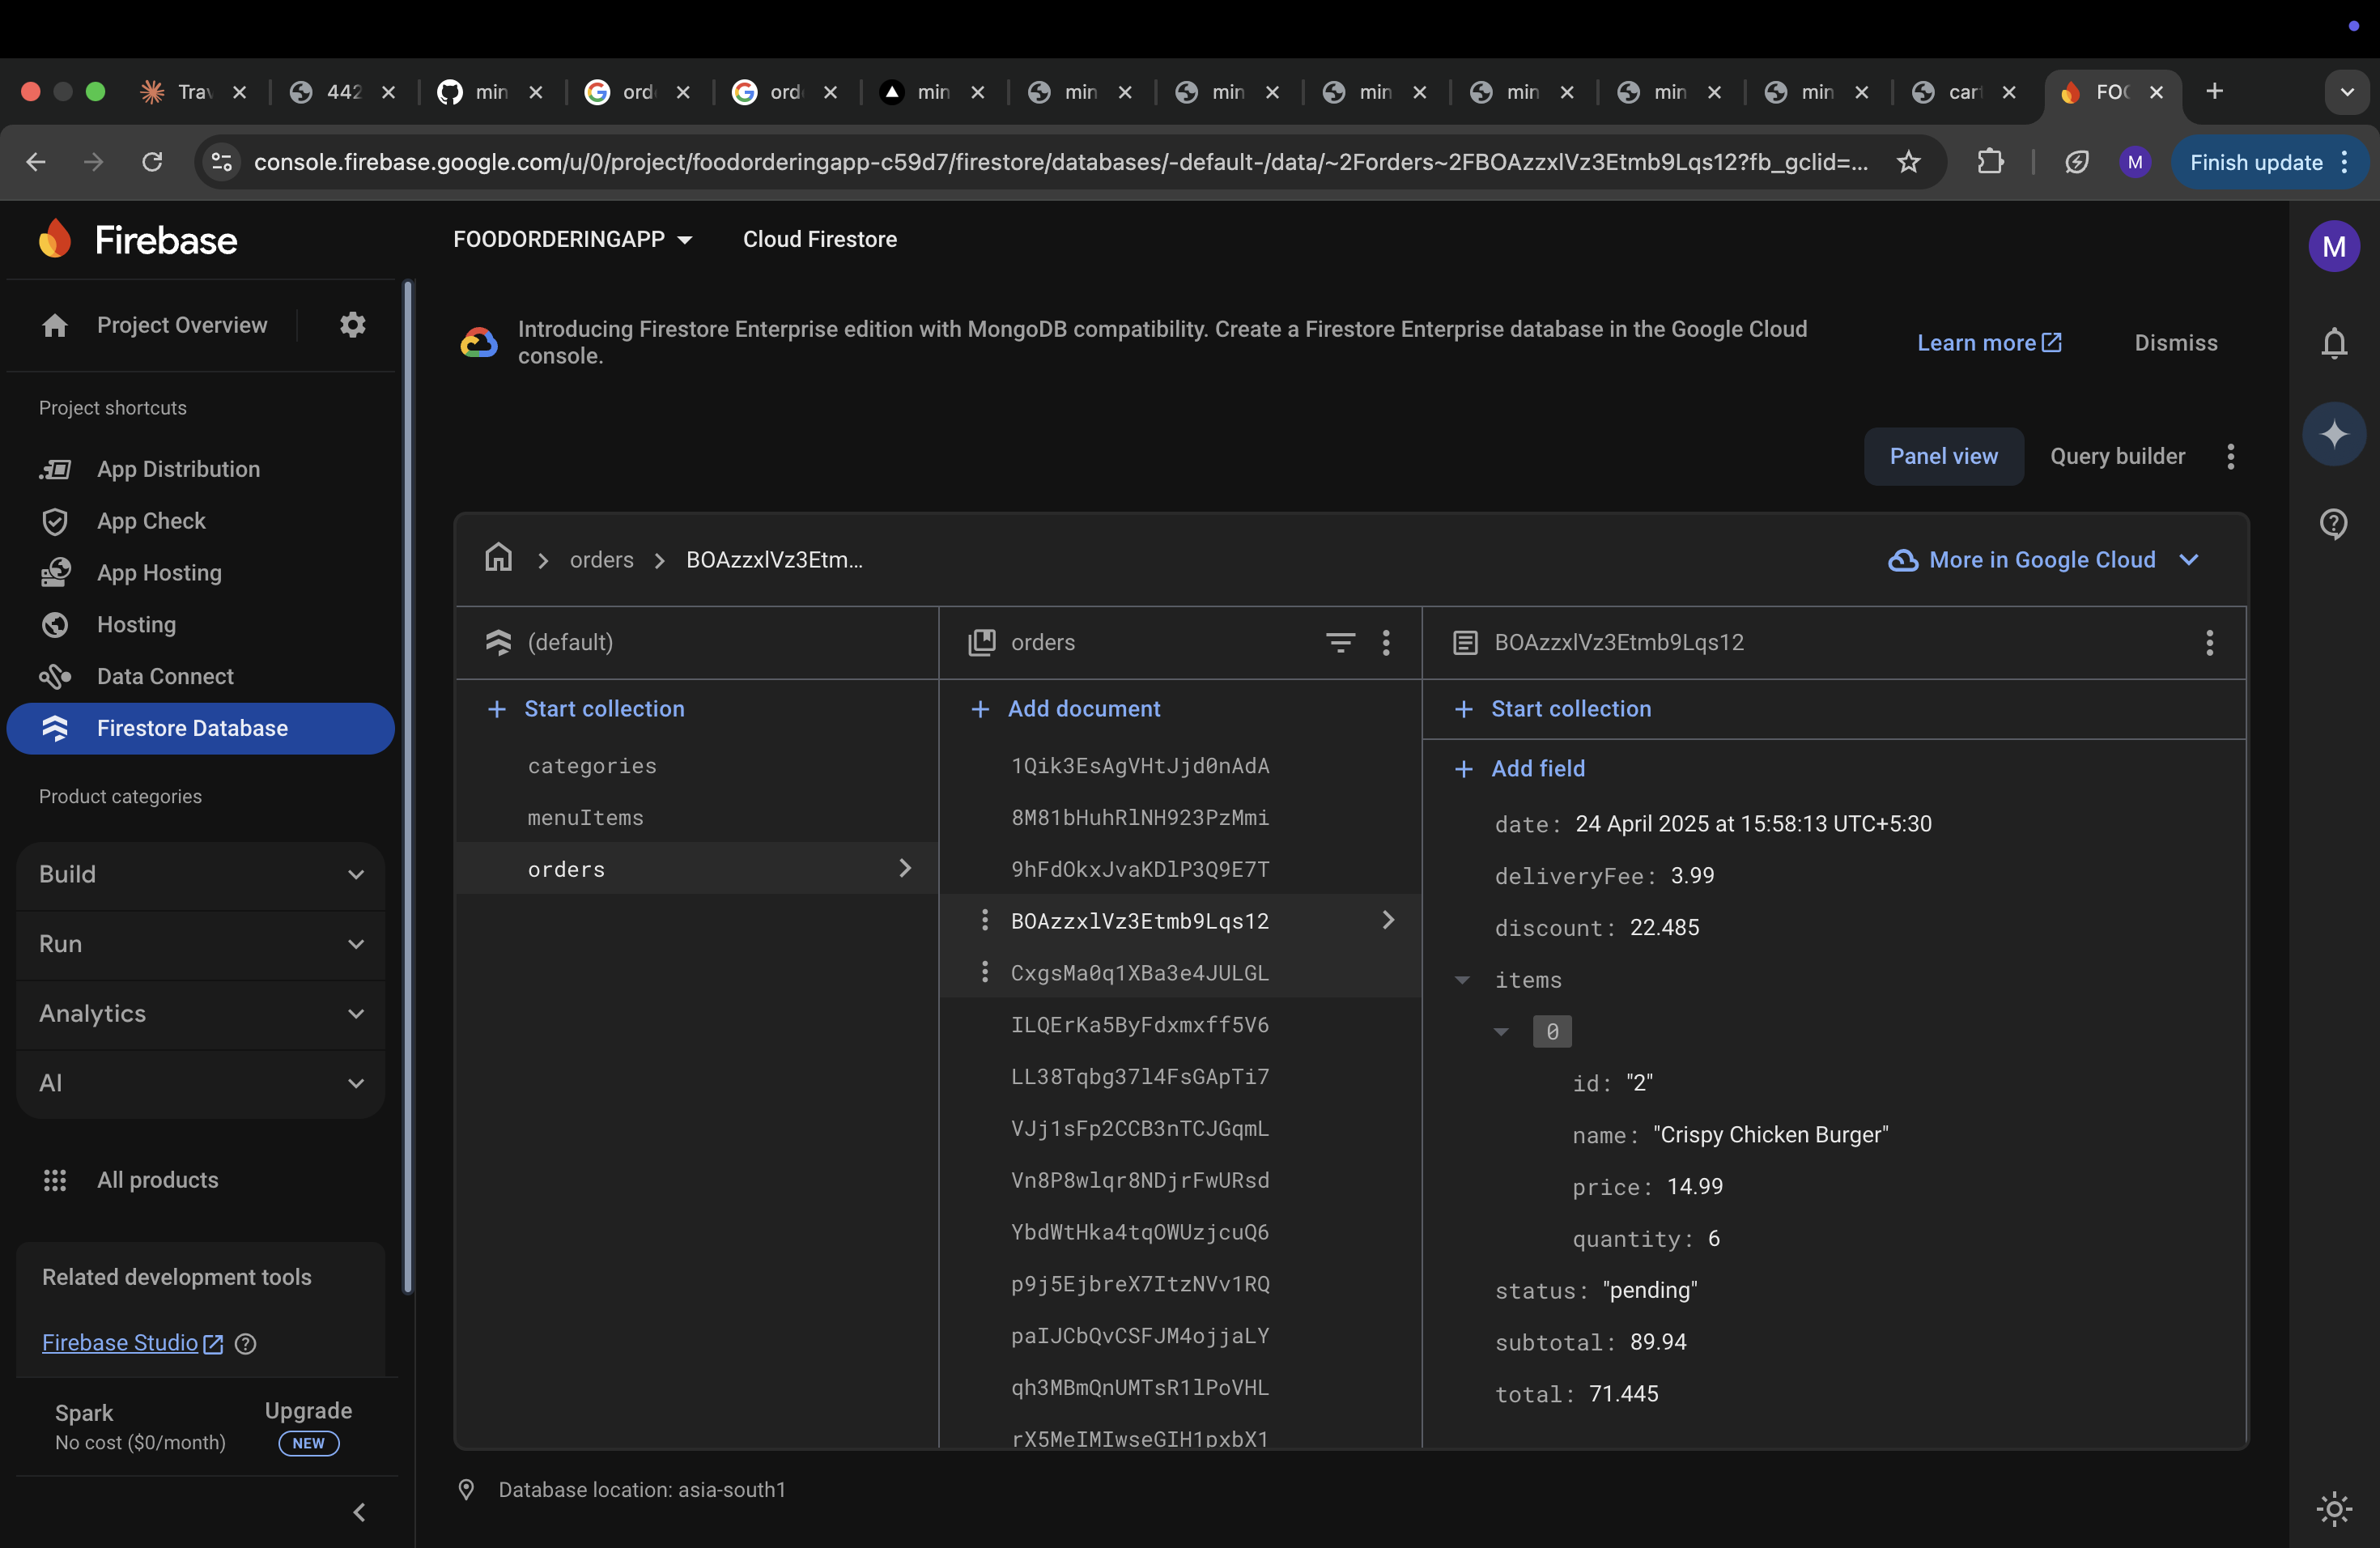 Tra
442
min
ord
ord
min
min
min
min
min
min
min
car
FOO
console.firebase.google.com/u/0/project/foodorderingapp-c59d7/firestore/databases/-default-/data/~2Forders~2FBOAzzxlVz3Etmb9Lqs12?fb_gclid=...
M
Finish update
Firebase
FOODORDERINGAPP
Cloud Firestore
M
Project Overview
Introducing Firestore Enterprise edition with MongoDB compatibility. Create a Firestore Enterprise database in the Google Cloud
console.
Learn more
Dismiss
Project shortcuts
App Distribution
App Check
App Hosting
Hosting
Data Connect
Firestore Database
Product categories
Build
Run
Analytics
AI
All products
Related development tools
Firebase Studio
Spark
No cost ($0/month)
Upgrade
NEW
Panel view
Query builder
orders
BOAzzxlVz3Etm...
More in Google Cloud
(default)
Start collection
categories
menuItems
orders
orders
Add document
1Qik3EsAgVHtJjd0nAdA
8M81bHuhRlNH923PzMmi
9hFdOkxJvaKDlP3Q9E7T
BOAzzxlVz3Etmb9Lqs12
CxgsMa0q1XBa3e4JULGL
ILQErKa5ByFdxmxff5V6
LL38Tqbg37l4FsGApTi7
VJj1sFp2CCB3nTCJGqmL
Vn8P8wlqr8NDjrFwURsd
YbdWtHka4tqOWUzjcuQ6
p9j5EjbreX7ItzNVv1RQ
paIJCbQvCSFJM4ojjaLY
qh3MBmQnUMTsR1lPoVHL
rX5MeIMIwseGIH1pxbX1
BOAzzxlVz3Etmb9Lqs12
Start collection
Add field
date: 24 April 2025 at 15:58:13 UTC+5:30
deliveryFee: 3.99
discount: 22.485
items
0
id: "2"
name: "Crispy Chicken Burger"
price: 14.99
quantity: 6
status: "pending"
subtotal: 89.94
total: 71.445
Database location: asia-south1